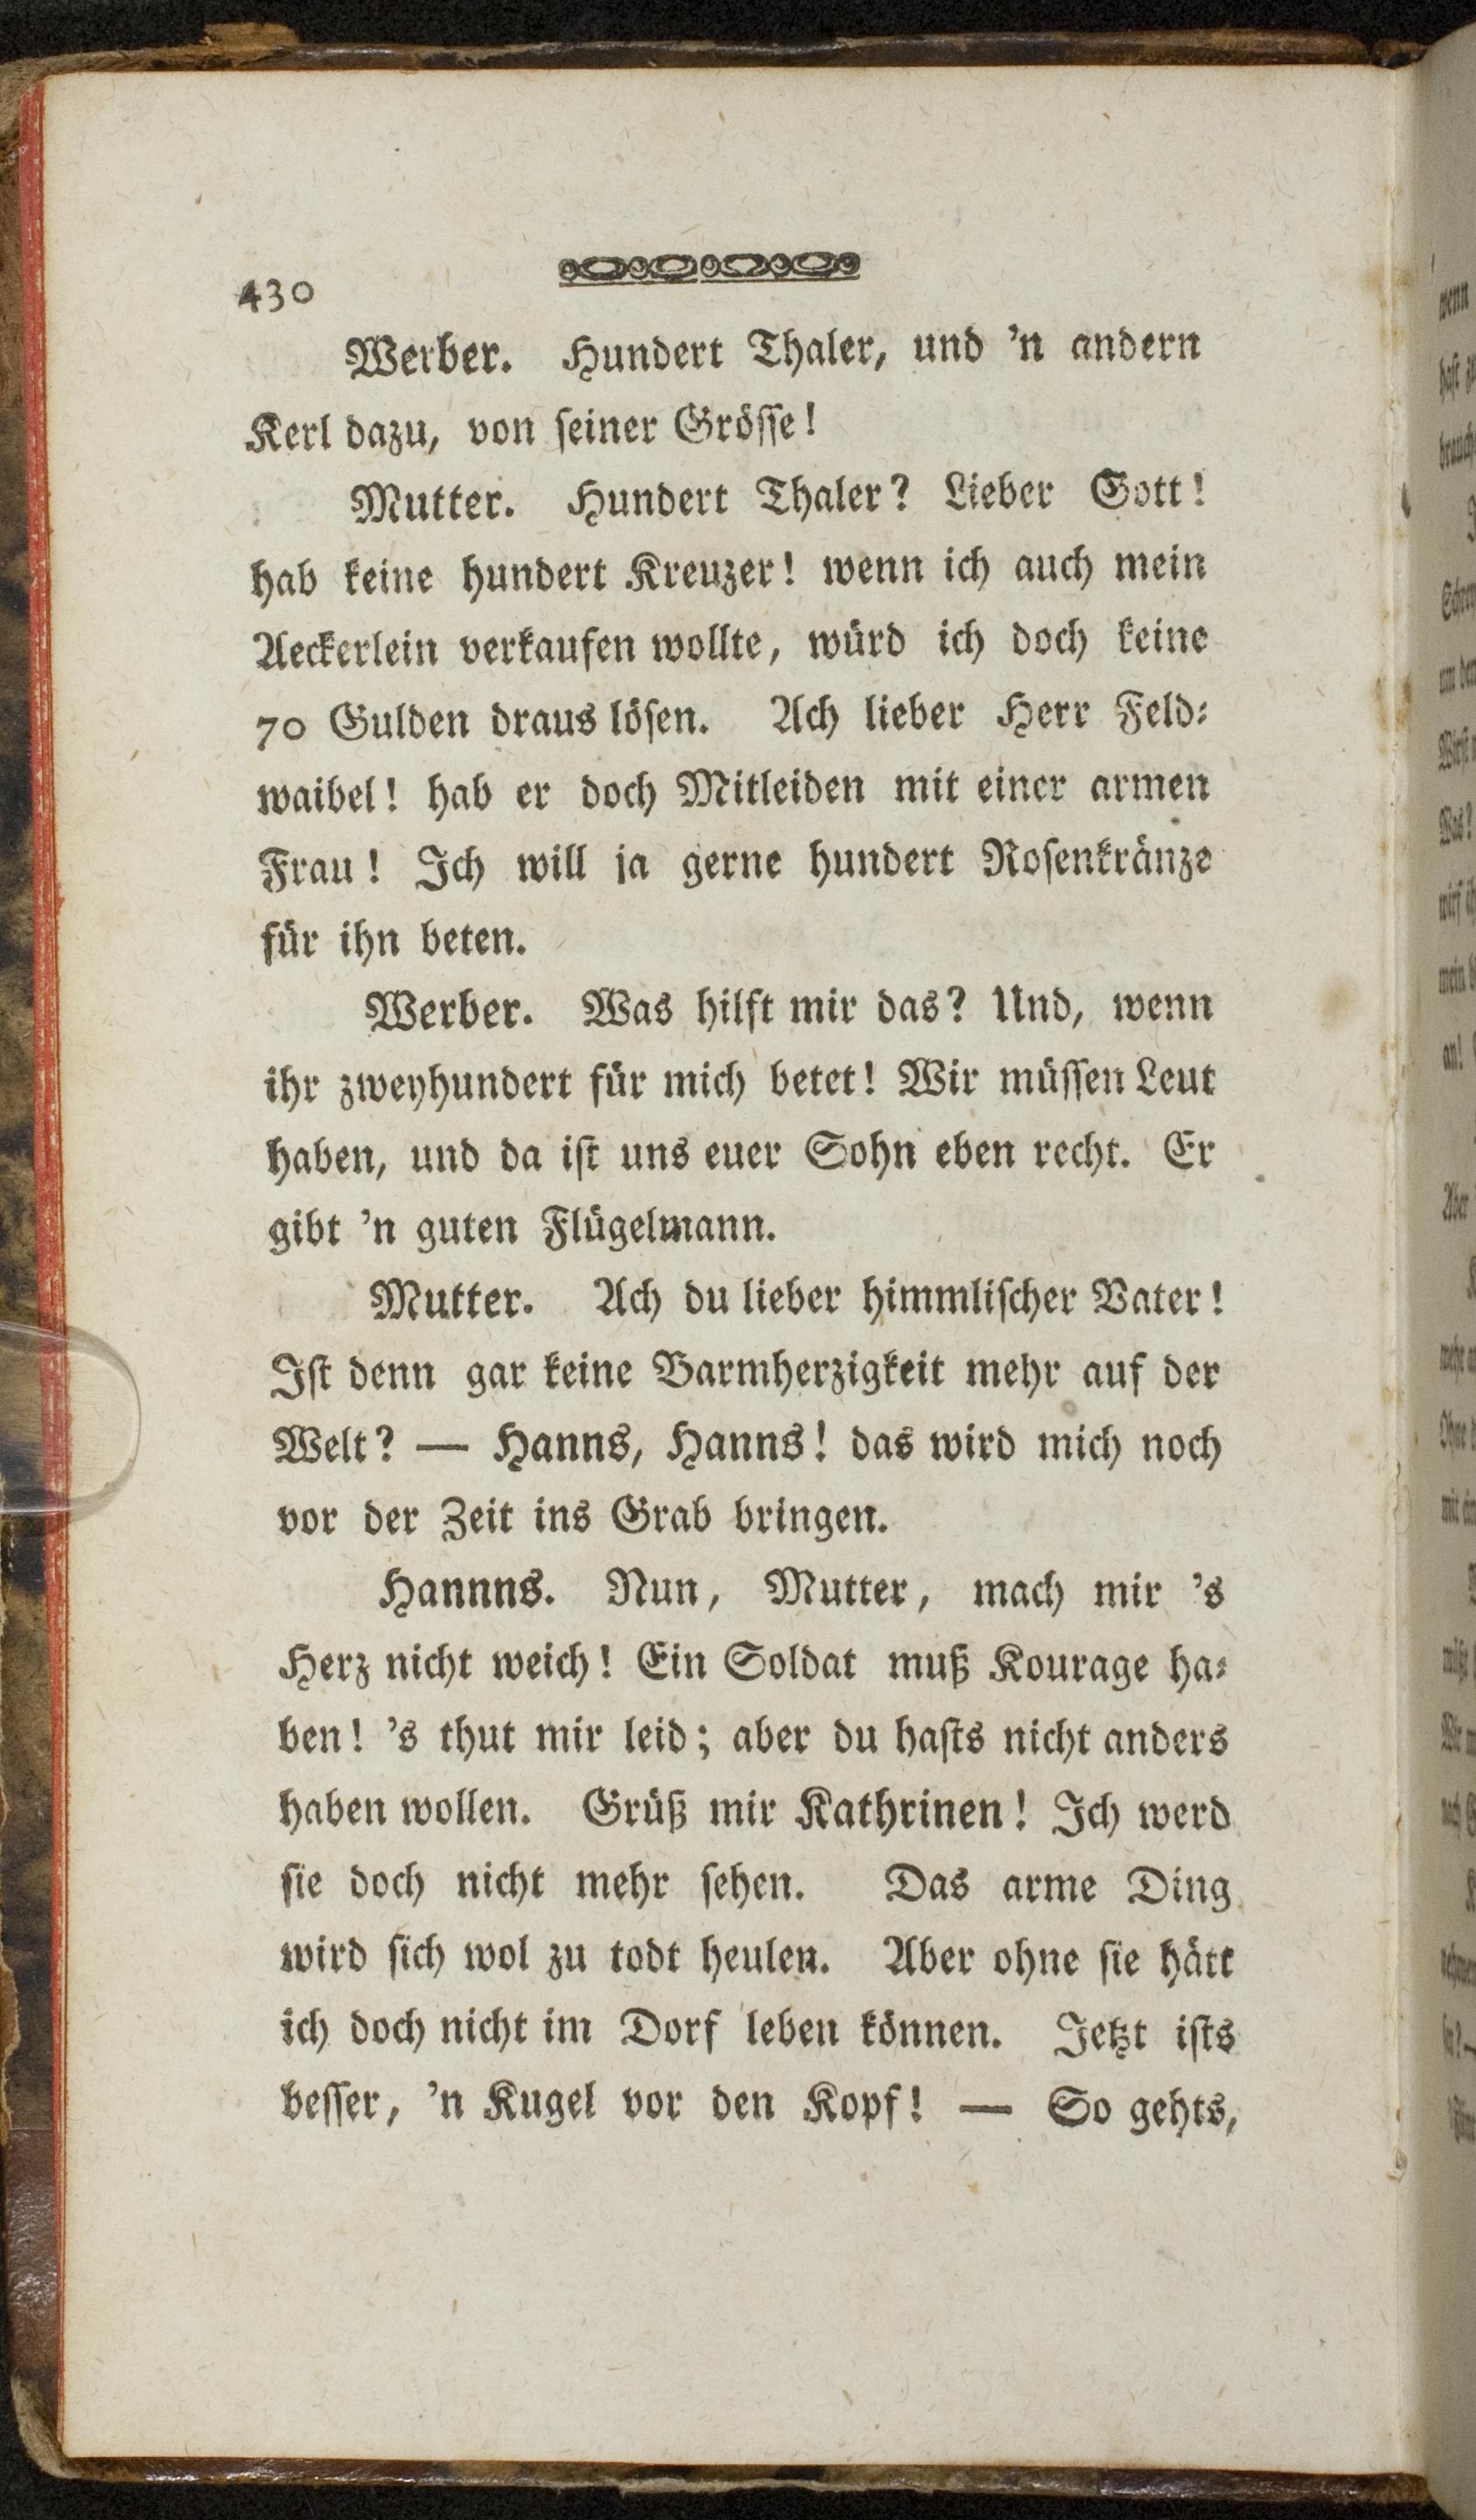 430
Werber. Hundert Thaler, und 'n andern
Kerl dazu, von ſeiner Gröſſe!
Mutter. Hundert Thaler? Lieber Gott!
hab keine hundert Kreuzer! wenn ich auch mein
Aeckerlein verkaufen wollte, würd ich doch keine
70 Gulden draus löſen. Ach lieber Herr Feld⸗
waibel! hab er doch Mitleiden mit einer armen
Frau! Ich will ja gerne hundert Roſenkränze
für ihn beten.
Werber. Was hilft mir das? Und, wenn
ihr zweyhundert für mich betet! Wir müſſen Leut
haben, und da iſt uns euer Sohn eben recht. Er
gibt 'n guten Flügelmann.
Mutter. Ach du lieber himmliſcher Vater!
Iſt denn gar keine Barmherzigkeit mehr auf der
Welt? — Hanns, Hanns! das wird mich noch
vor der Zeit ins Grab bringen.
Hannns. Nun, Mutter, mach mir 's
Herz nicht weich! Ein Soldat muß Kourage ha⸗
ben! 's thut mir leid; aber du haſts nicht anders
haben wollen. Grüß mir Kathrinen! Ich werd
ſie doch nicht mehr ſehen. Das arme Ding
wird ſich wol zu todt heulen. Aber ohne ſie hätt
ich doch nicht im Dorf leben können. Jetzt iſts
beſſer, 'n Kugel vor den Kopf! — So gehts,